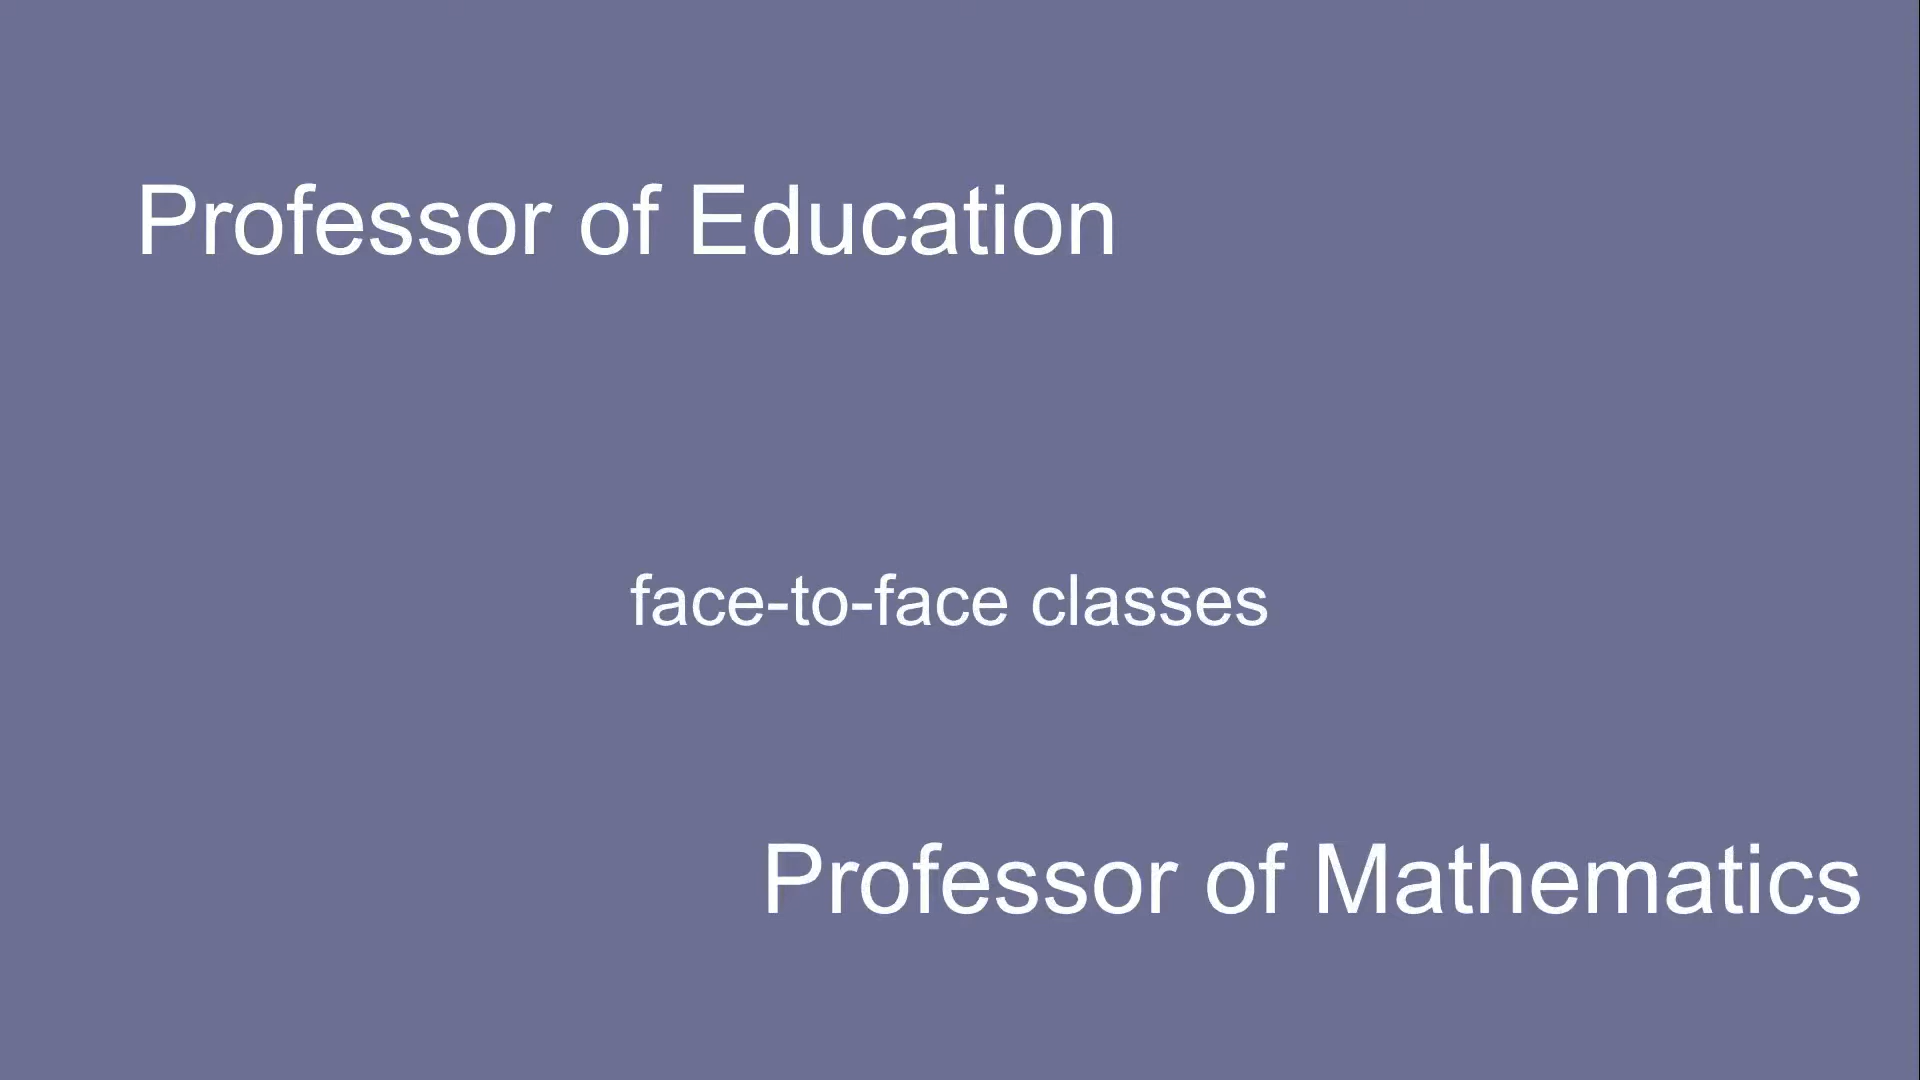 Professor of Education
face-to-face classes
Professor of Mathematics